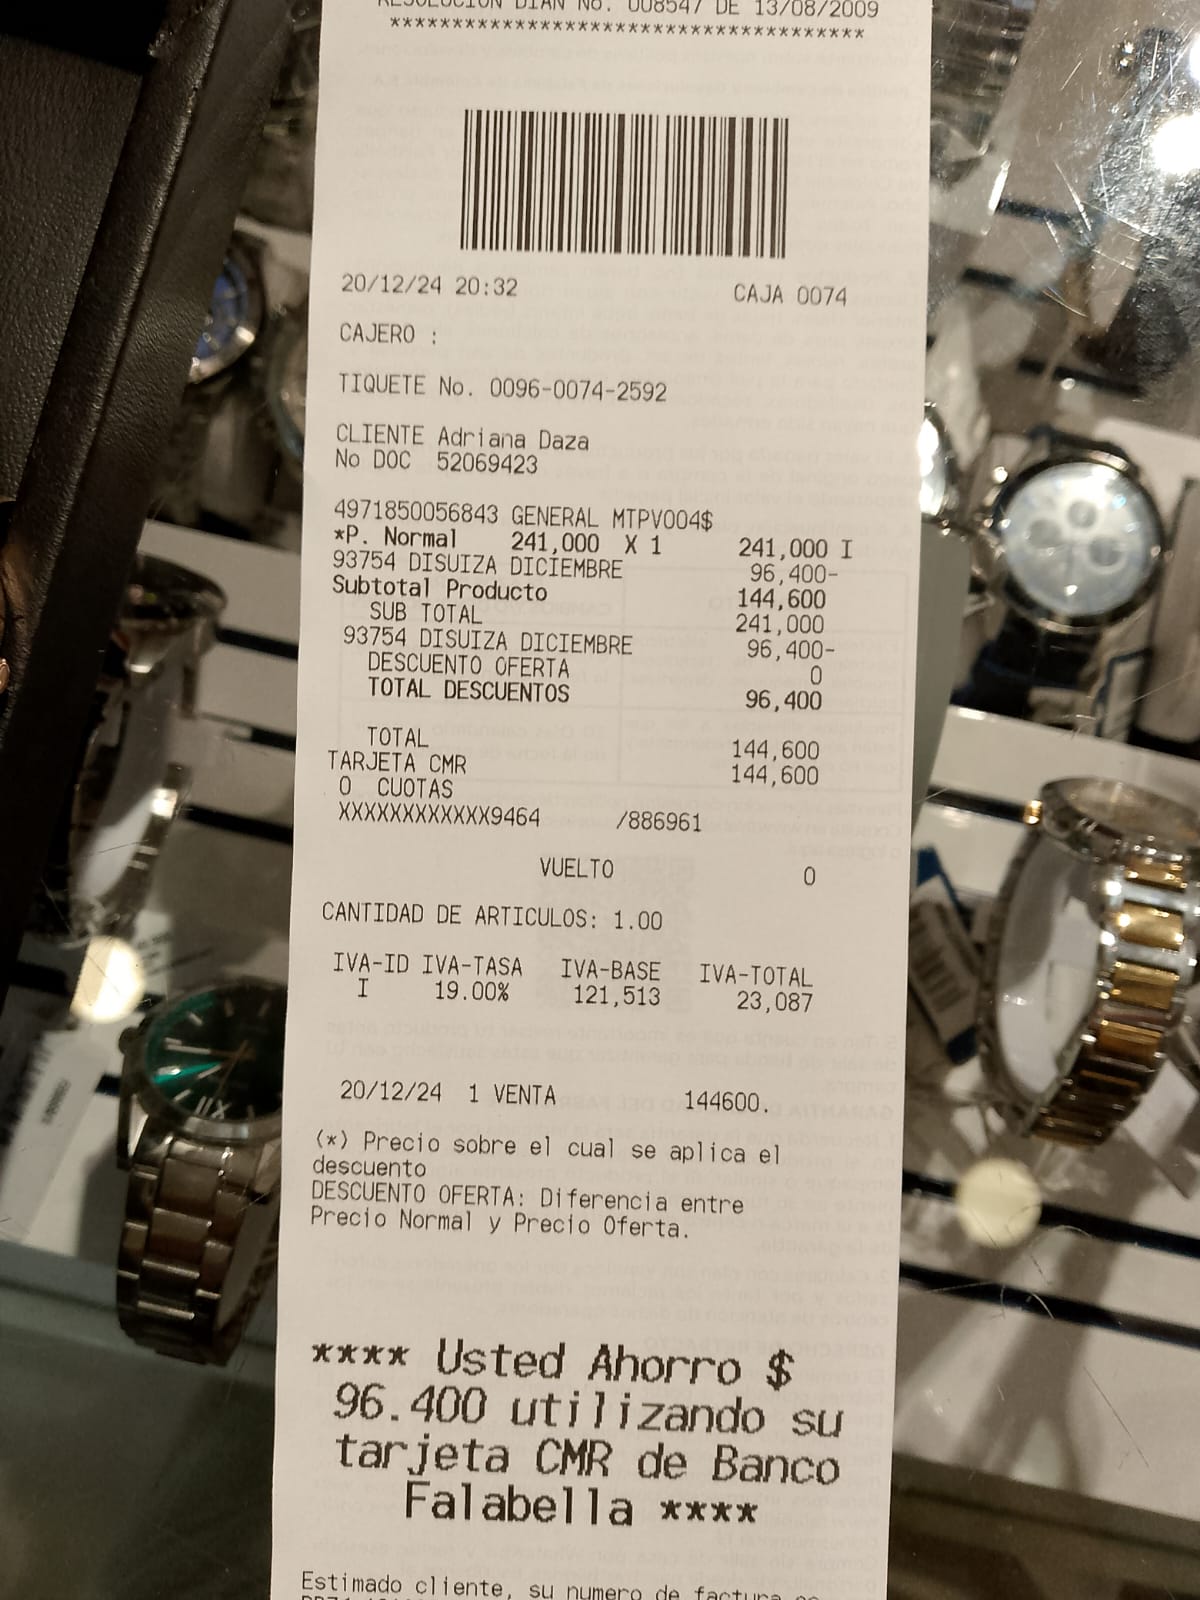 RESOLUCION DIAN No. 008547 DE 13/08/2009
***************************************
20/12/24 20:32 CAJA 0074
CAJERO :
TIQUETE No. 0096-0074-2592
CLIENTE Adriana Daza
No DOC 52069423
4971850056843 GENERAL MTPV004$
*P. Normal 241,000 X 1 241,000 I
93754 DISUIZA DICIEMBRE 96,400-
Subtotal Producto 144,600
SUB TOTAL 241,000
93754 DISUIZA DICIEMBRE 96,400-
DESCUENTO OFERTA 0
TOTAL DESCUENTOS 96,400
TOTAL 144,600
TARJETA CMR 144,600
0 CUOTAS
XXXXXXXXXXXX9464 /886961
VUELTO 0
CANTIDAD DE ARTICULOS: 1.00
IVA-ID IVA-TASA IVA-BASE IVA-TOTAL
I 19.00% 121,513 23,087
20/12/24 1 VENTA 144600.
(*) Precio sobre el cual se aplica el
descuento
DESCUENTO OFERTA: Diferencia entre
Precio Normal y Precio Oferta.
**** Usted Ahorro $
96.400 utilizando su
tarjeta CMR de Banco
Falabella ****
Estimado cliente, su numero de factura es